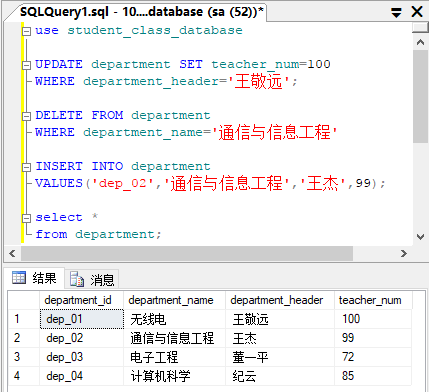 SQLQuery1.sql - 10....database (sa (52))*
use student_class_database
UPDATE department SET teacher_num=100
WHERE department_header='王敬远';
DELETE FROM department
WHERE department_name='通信与信息工程'
INSERT INTO department
VALUES('dep_02','通信与信息工程','王杰',99);
select *
from department;
结果 消息
department_id department_name department_header teacher_num
1 dep_01 无线电 王敬远 100
2 dep_02 通信与信息工程 王杰 99
3 dep_03 电子工程 董一平 72
4 dep_04 计算机科学 纪云 85